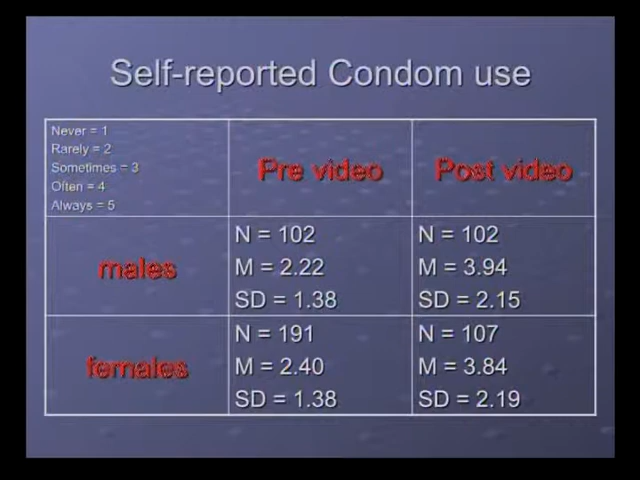 Self-reported Condom use
Never = 1
Rarely = 2
Sometimes = 3
Often = 4
Always = 5
Pre video
Post video
males
N = 102
M = 2.22
SD = 1.38
N = 102
M = 3.94
SD = 2.15
females
N = 191
M = 2.40
SD = 1.38
N = 107
M = 3.84
SD = 2.19